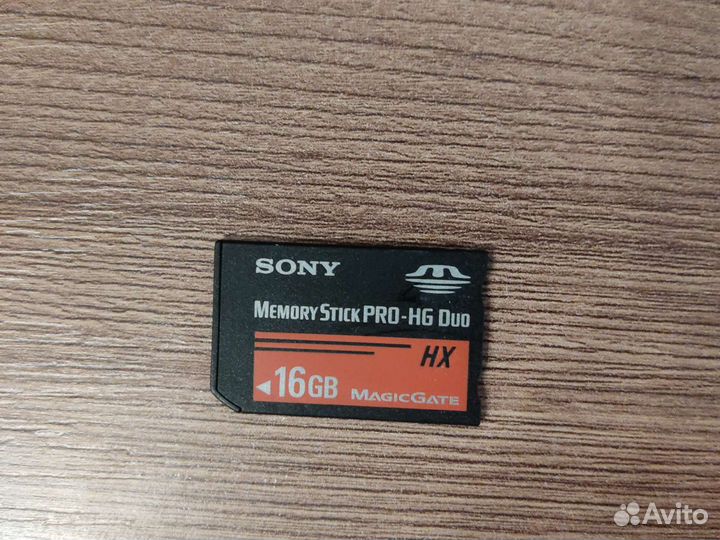 SONY
MEMORY STICK PRO-HG DUO
HX
16GB MAGICGATE
Avito